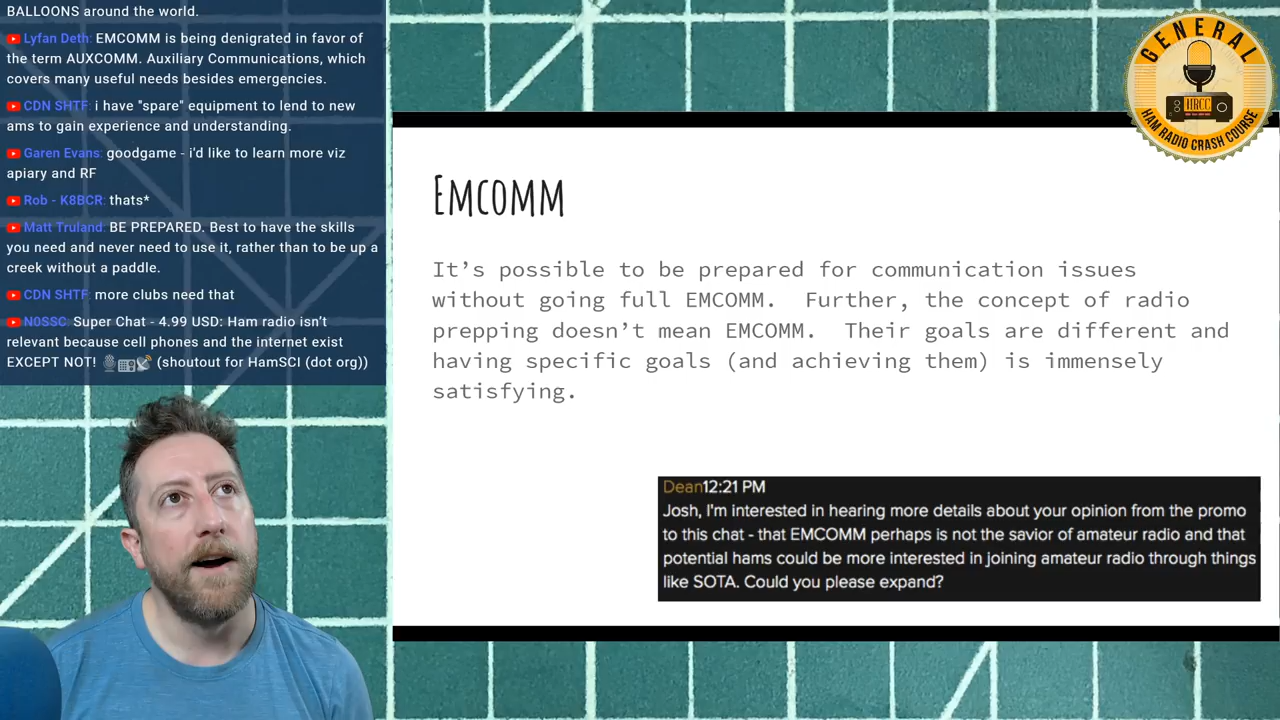 BALLOONS around the world.
Lyfan Deth: EMCOMM is being denigrated in favor of
the term AUXCOMM. Auxiliary Communications, which
covers many useful needs besides emergencies.
CDN SHTF: i have "spare" equipment to lend to new
ams to gain experience and understanding.
Garen Evans: goodgame - i'd like to learn more viz
apiary and RF
Rob - K8BCR: thats*
Matt Truland: BE PREPARED. Best to have the skills
you need and never need to use it, rather than to be up a
creek without a paddle.
CDN SHTF: more clubs need that
N0SSC: Super Chat - 4.99 USD: Ham radio isn't
relevant because cell phones and the internet exist
EXCEPT NOT! 🎙📻📡 (shoutout for HamSCI (dot org))
GENERAL
HRCC
HAM RADIO CRASH COURSE
Emcomm
It's possible to be prepared for communication issues
without going full EMCOMM. Further, the concept of radio
prepping doesn't mean EMCOMM. Their goals are different and
having specific goals (and achieving them) is immensely
satisfying.
Dean12:21 PM
Josh, I'm interested in hearing more details about your opinion from the promo
to this chat - that EMCOMM perhaps is not the savior of amateur radio and that
potential hams could be more interested in joining amateur radio through things
like SOTA. Could you please expand?